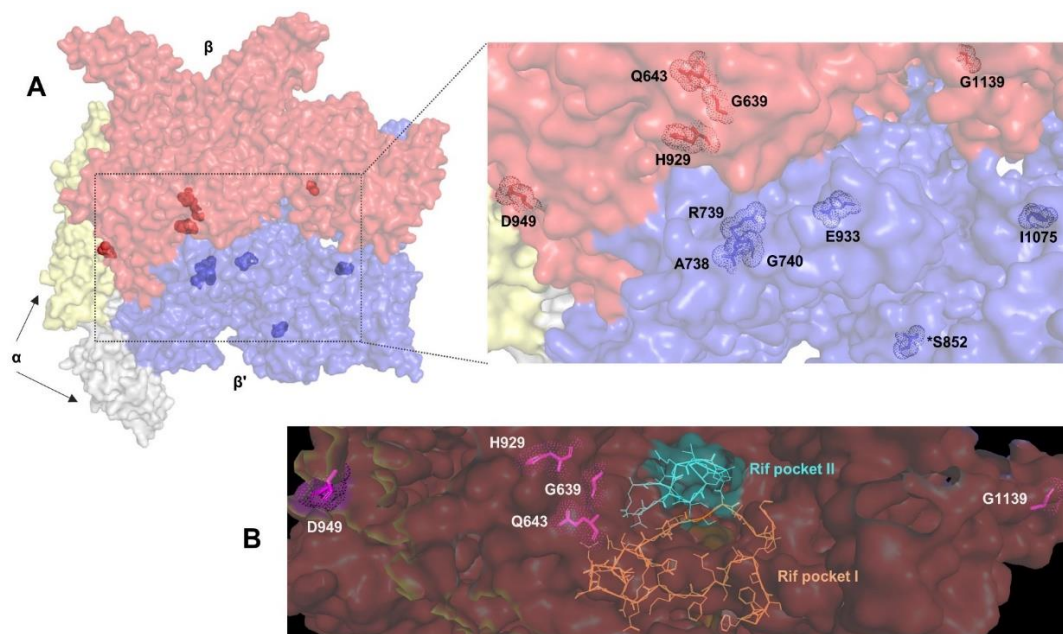 A
β
α
β'
Q643
G639
G1139
H929
D949
R739
E933
I1075
A738
G740
*S852
B
H929
Rif pocket II
G639
G1139
D949
Q643
Rif pocket I